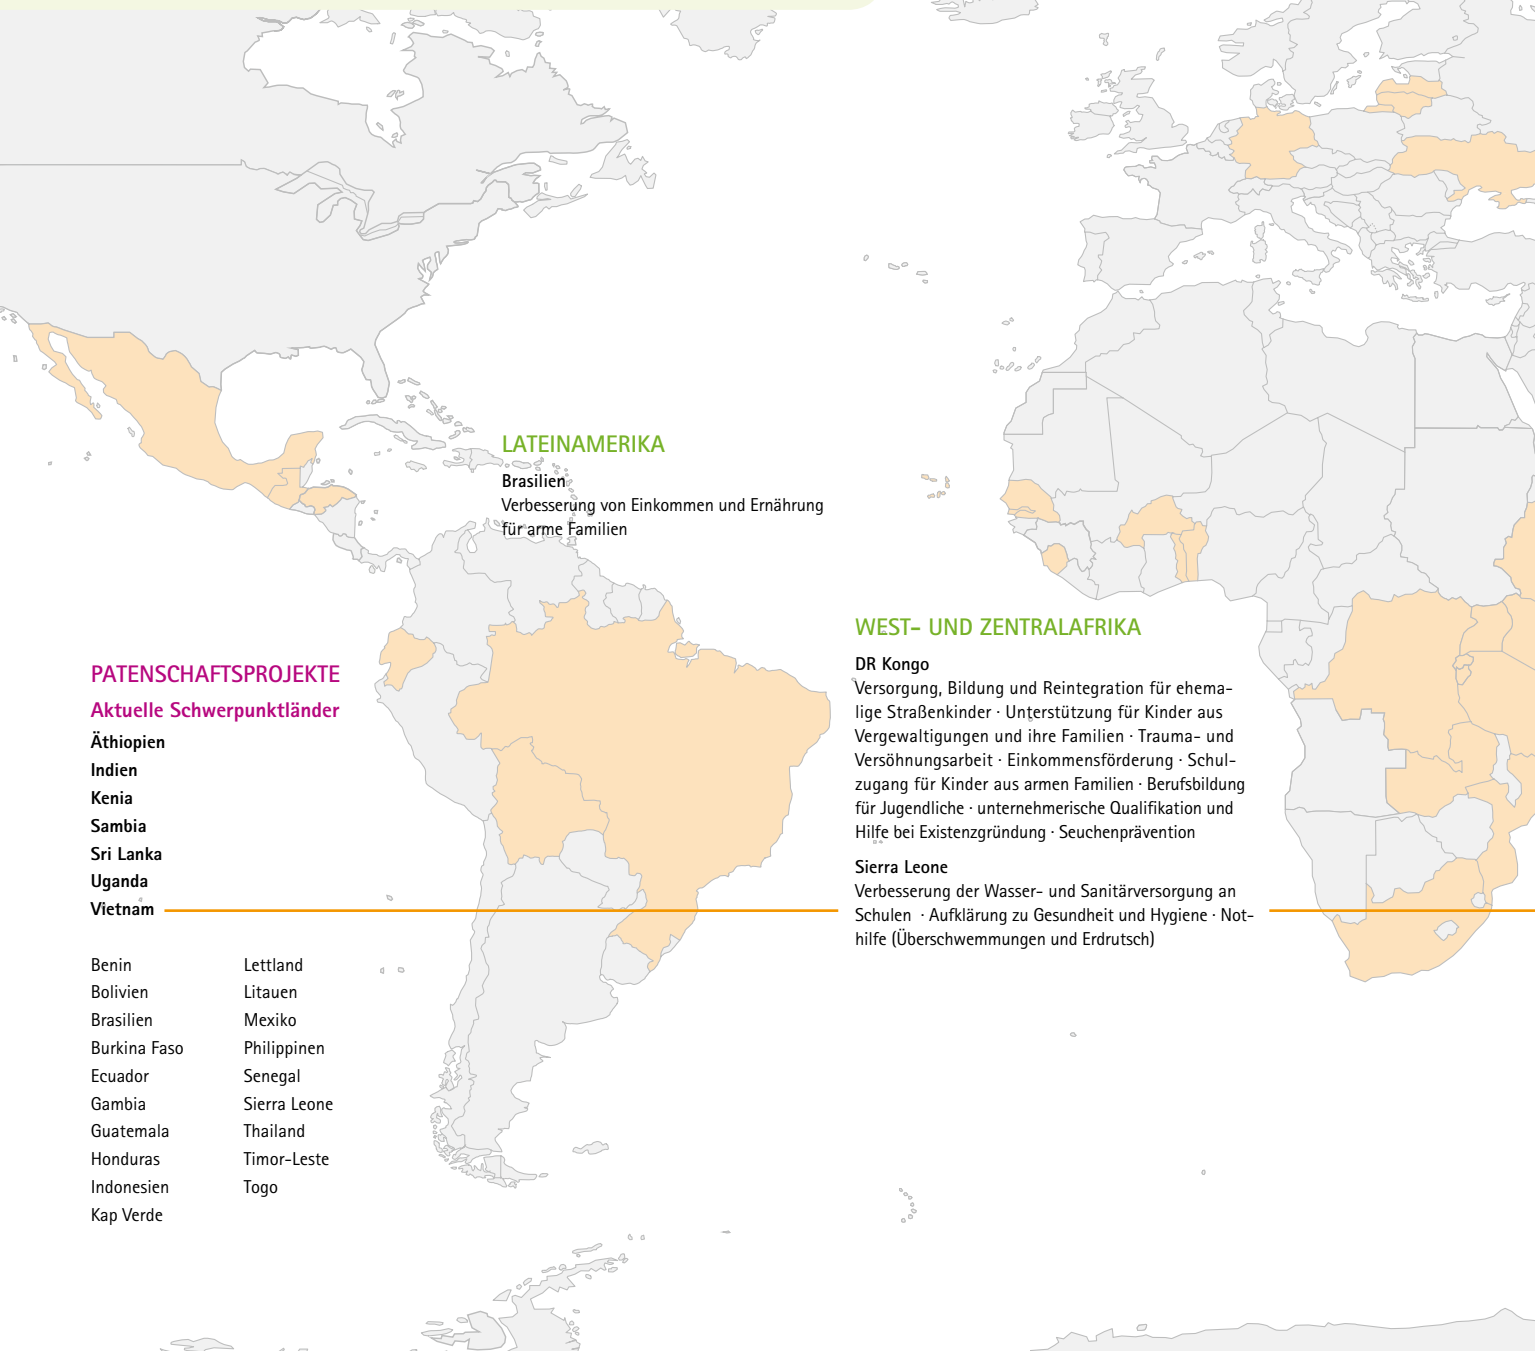 LATEINAMERIKA
Brasilien
Verbesserung von Einkommen und Ernährung
für arme Familien
WEST- UND ZENTRALAFRIKA
DR Kongo
Versorgung, Bildung und Reintegration für ehema-
lige Straßenkinder · Unterstützung für Kinder aus
Vergewaltigungen und ihre Familien · Trauma- und
Versöhnungsarbeit · Einkommensförderung · Schul-
zugang für Kinder aus armen Familien · Berufsbildung
für Jugendliche · unternehmerische Qualifikation und
Hilfe bei Existenzgründung · Seuchenprävention
Sierra Leone
Verbesserung der Wasser- und Sanitärversorgung an
Schulen · Aufklärung zu Gesundheit und Hygiene · Not-
hilfe (Überschwemmungen und Erdrutsch)
PATENSCHAFTSPROJEKTE
Aktuelle Schwerpunktländer
Äthiopien
Indien
Kenia
Sambia
Sri Lanka
Uganda
Vietnam
Benin
Bolivien
Brasilien
Burkina Faso
Ecuador
Gambia
Guatemala
Honduras
Indonesien
Kap Verde
Lettland
Litauen
Mexiko
Philippinen
Senegal
Sierra Leone
Thailand
Timor-Leste
Togo